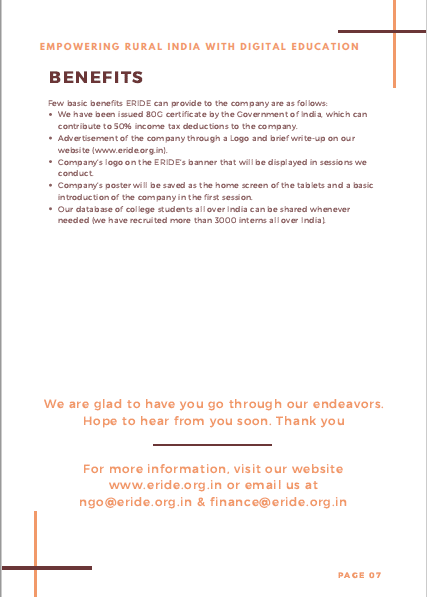 EMPOWERING RURAL INDIA WITH DIGITAL EDUCATION
BENEFITS
Few basic benefits ERIDE can provide to the company are as follows:
• We have been issued 80G certificate by the Government of India, which can
contribute to 50% income tax deductions to the company.
• Advertisement of the company through a Logo and brief write-up on our
website (www.eride.org.in).
• Company's logo on the ERIDE's banner that will be displayed in sessions we
conduct.
• Company's poster will be saved as the home screen of the tablets and a basic
introduction of the company in the first session.
• Our database of college students all over India can be shared whenever
needed (we have recruited more than 3000 interns all over India).
We are glad to have you go through our endeavors.
Hope to hear from you soon. Thank you
For more information, visit our website
www.eride.org.in or email us at
ngo@eride.org.in & finance@eride.org.in
PAGE 07